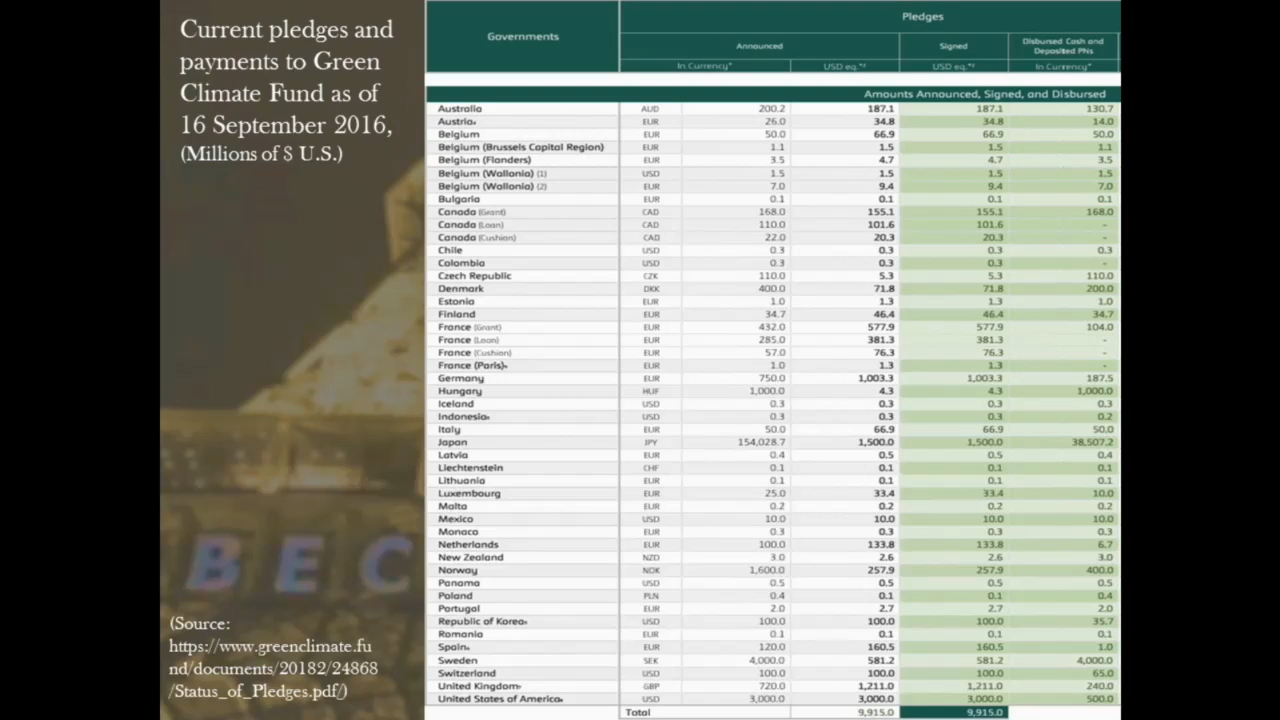 Current pledges and
payments to Green
Climate Fund as of
16 September 2016,
(Millions of $ U.S.)
BEC
(Source:
https://www.greenclimate.fu
nd/documents/20182/24868
/Status_of_Pledges.pdf/)
Governments
Pledges
Announced
Signed
Disbursed Cash and
Deposited PNs
In Currency*
USD eq.*²
USD eq.*²
In Currency*
Amounts Announced, Signed, and Disbursed
Australia AUD 200.2 187.1 187.1 130.7
Austria EUR 26.0 34.8 34.8 14.0
Belgium EUR 50.0 66.9 66.9 50.0
Belgium (Brussels Capital Region) EUR 1.1 1.5 1.5 1.1
Belgium (Flanders) EUR 3.5 4.7 4.7 3.5
Belgium (Wallonia) (1) USD 1.5 1.5 1.5 1.5
Belgium (Wallonia) (2) EUR 7.0 9.4 9.4 7.0
Bulgaria EUR 0.1 0.1 0.1 0.1
Canada (Grant) CAD 168.0 155.1 155.1 168.0
Canada (Loan) CAD 110.0 101.6 101.6 -
Canada (Cushion) CAD 22.0 20.3 20.3 -
Chile USD 0.3 0.3 0.3 0.3
Colombia USD 0.3 0.3 0.3 -
Czech Republic CZK 110.0 5.3 5.3 110.0
Denmark DKK 400.0 71.8 71.8 200.0
Estonia EUR 1.0 1.3 1.3 1.0
Finland EUR 34.7 46.4 46.4 34.7
France (Grant) EUR 432.0 577.9 577.9 104.0
France (Loan) EUR 285.0 381.3 381.3 -
France (Cushion) EUR 57.0 76.3 76.3 -
France (Paris) EUR 1.0 1.3 1.3 -
Germany EUR 750.0 1,003.3 1,003.3 187.5
Hungary HUF 1,000.0 4.3 4.3 1,000.0
Iceland USD 0.3 0.3 0.3 0.3
Indonesia USD 0.3 0.3 0.3 0.2
Italy EUR 50.0 66.9 66.9 50.0
Japan JPY 154,028.7 1,500.0 1,500.0 38,507.2
Latvia EUR 0.4 0.5 0.5 0.4
Liechtenstein CHF 0.1 0.1 0.1 0.1
Lithuania EUR 0.1 0.1 0.1 0.1
Luxembourg EUR 25.0 33.4 33.4 10.0
Malta EUR 0.2 0.2 0.2 0.2
Mexico USD 10.0 10.0 10.0 10.0
Monaco EUR 0.3 0.3 0.3 0.3
Netherlands EUR 100.0 133.8 133.8 6.7
New Zealand NZD 3.0 2.6 2.6 3.0
Norway NOK 1,600.0 257.9 257.9 400.0
Panama USD 0.5 0.5 0.5 0.5
Poland PLN 0.4 0.1 0.1 0.4
Portugal EUR 2.0 2.7 2.7 2.0
Republic of Korea USD 100.0 100.0 100.0 35.7
Romania EUR 0.1 0.1 0.1 0.1
Spain EUR 120.0 160.5 160.5 1.0
Sweden SEK 4,000.0 581.2 581.2 4,000.0
Switzerland USD 100.0 100.0 100.0 65.0
United Kingdom GBP 720.0 1,211.0 1,211.0 240.0
United States of America USD 3,000.0 3,000.0 3,000.0 500.0
Total 9,915.0 9,915.0